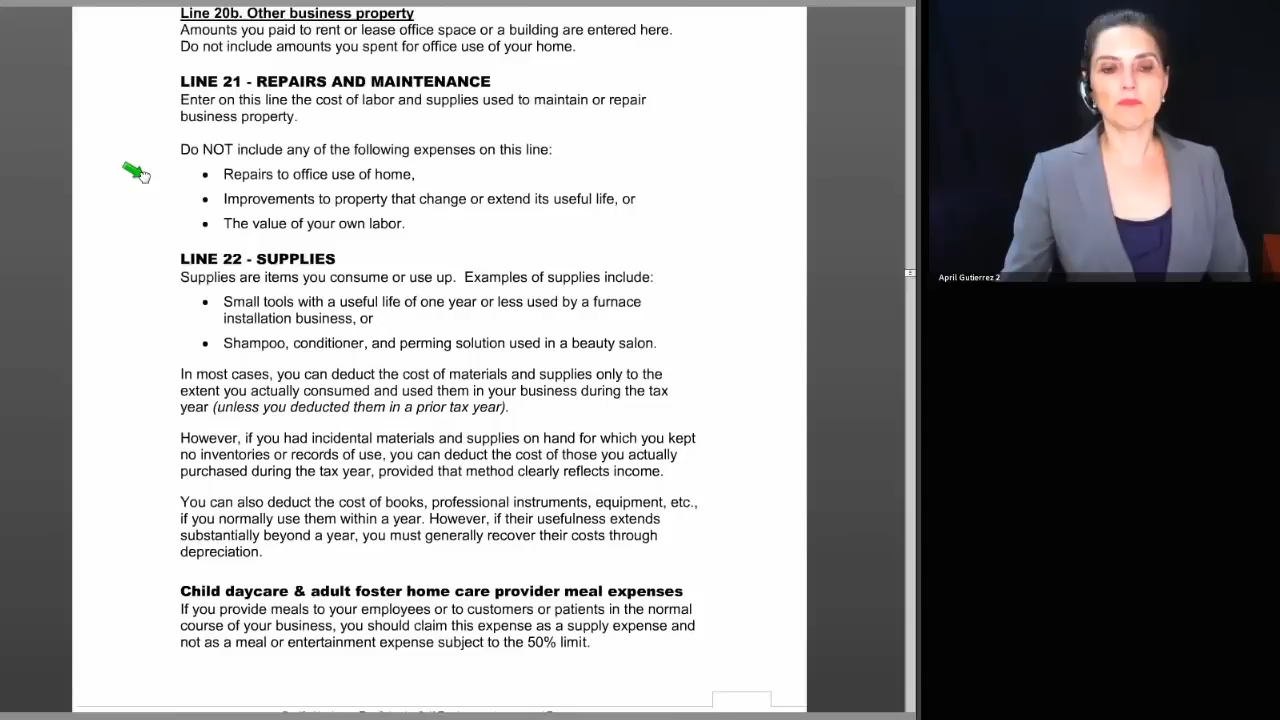 Line 20b. Other business property
Amounts you paid to rent or lease office space or a building are entered here.
Do not include amounts you spent for office use of your home.
LINE 21 - REPAIRS AND MAINTENANCE
Enter on this line the cost of labor and supplies used to maintain or repair
business property.
Do NOT include any of the following expenses on this line:
• Repairs to office use of home,
• Improvements to property that change or extend its useful life, or
• The value of your own labor.
LINE 22 - SUPPLIES
Supplies are items you consume or use up.  Examples of supplies include:
• Small tools with a useful life of one year or less used by a furnace
installation business, or
• Shampoo, conditioner, and perming solution used in a beauty salon.
In most cases, you can deduct the cost of materials and supplies only to the
extent you actually consumed and used them in your business during the tax
year (unless you deducted them in a prior tax year).
However, if you had incidental materials and supplies on hand for which you kept
no inventories or records of use, you can deduct the cost of those you actually
purchased during the tax year, provided that method clearly reflects income.
You can also deduct the cost of books, professional instruments, equipment, etc.,
if you normally use them within a year. However, if their usefulness extends
substantially beyond a year, you must generally recover their costs through
depreciation.
Child daycare & adult foster home care provider meal expenses
If you provide meals to your employees or to customers or patients in the normal
course of your business, you should claim this expense as a supply expense and
not as a meal or entertainment expense subject to the 50% limit.
April Gutierrez 2